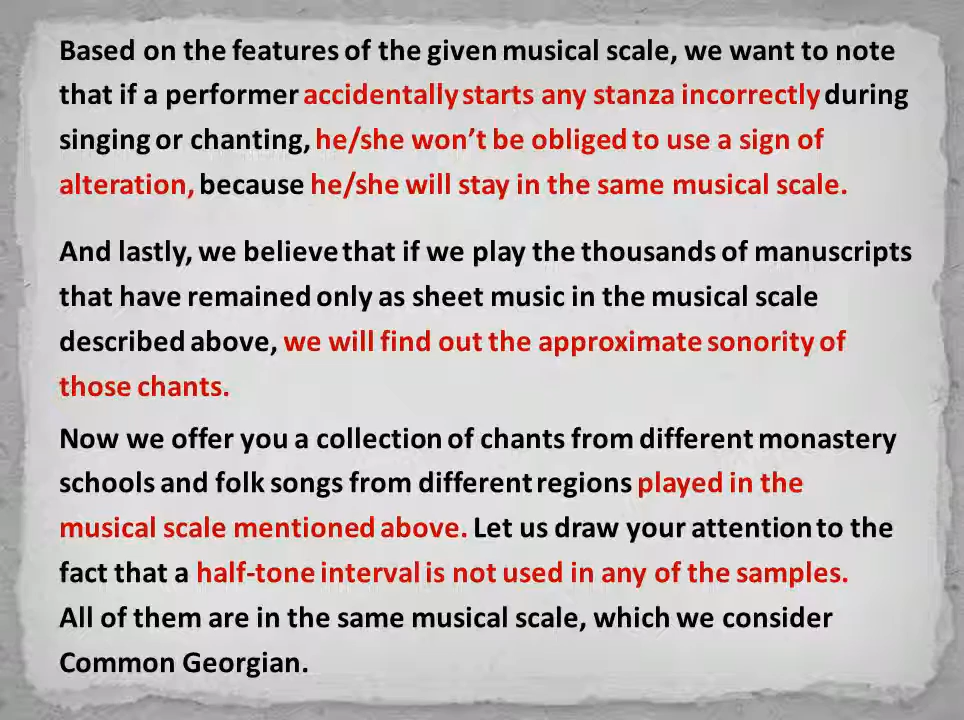 Based on the features of the given musical scale, we want to note
that if a performer accidentally starts any stanza incorrectly during
singing or chanting, he/she won’t be obliged to use a sign of
alteration, because he/she will stay in the same musical scale.
And lastly, we believe that if we play the thousands of manuscripts
that have remained only as sheet music in the musical scale
described above, we will find out the approximate sonority of
those chants.
Now we offer you a collection of chants from different monastery
schools and folk songs from different regions played in the
musical scale mentioned above. Let us draw your attention to the
fact that a half-tone interval is not used in any of the samples.
All of them are in the same musical scale, which we consider
Common Georgian.